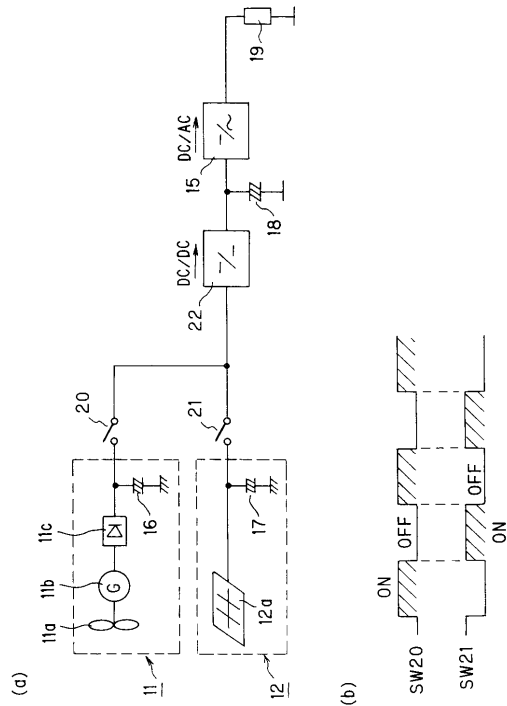 (a)
11a
11b
11c
G
16
11
20
12a
17
12
21
DC/DC
22
18
DC/AC
15
19
(b)
SW20
ON
OFF
SW21
ON
OFF